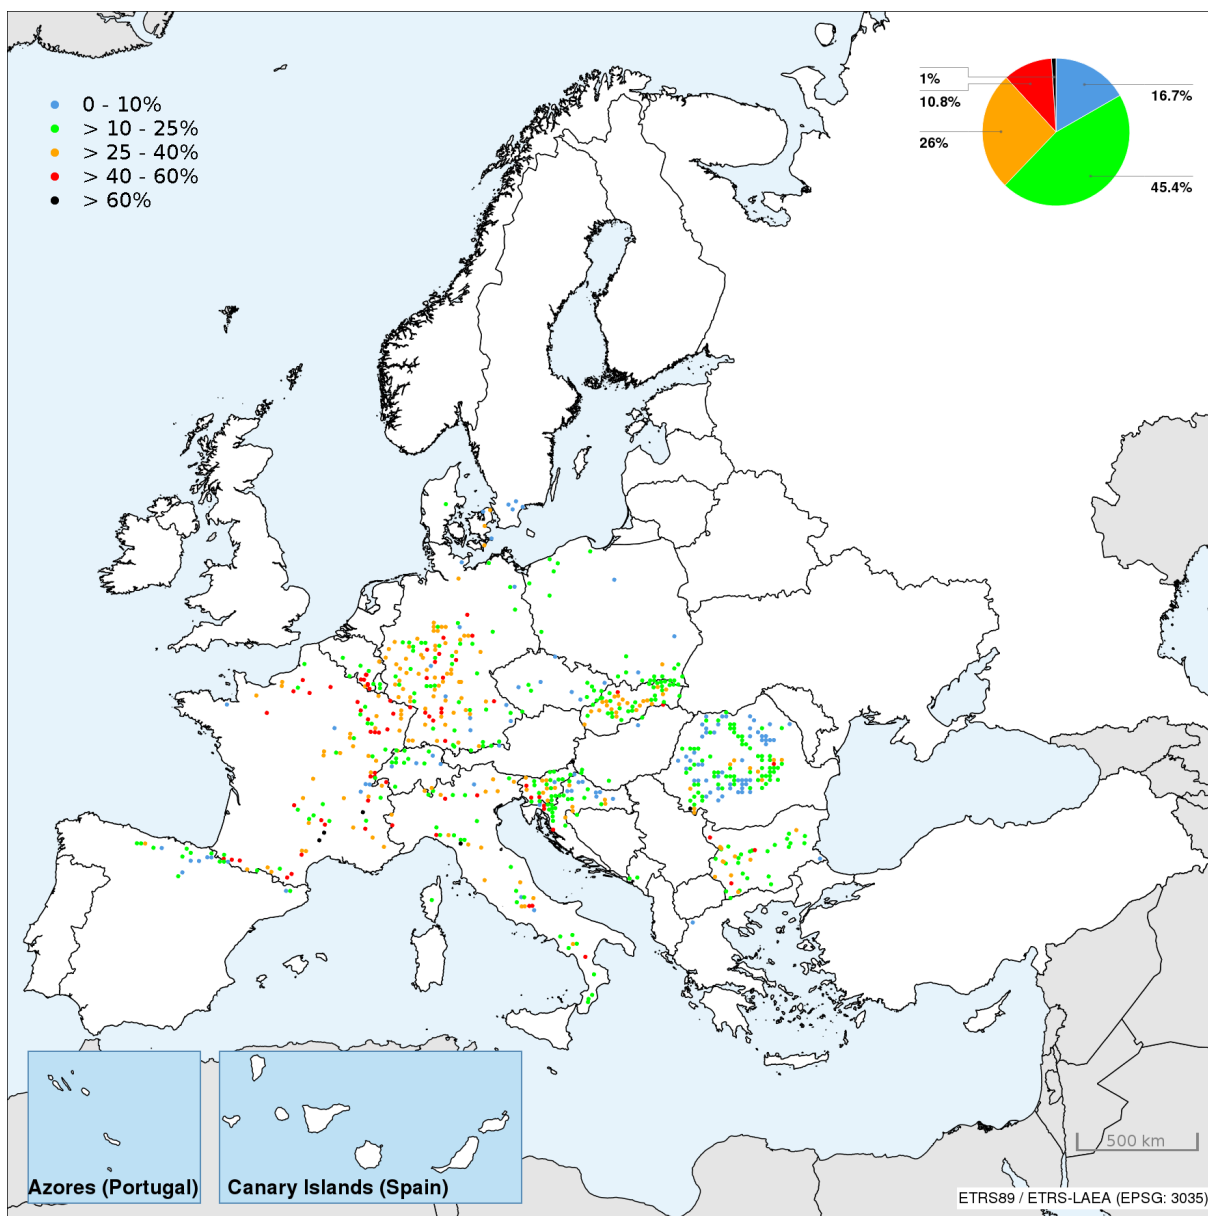 0 - 10%
> 10 - 25%
> 25 - 40%
> 40 - 60%
> 60%
1%
10.8%
26%
16.7%
45.4%
500 km
Azores (Portugal)
Canary Islands (Spain)
ETRS89 / ETRS-LAEA (EPSG: 3035)